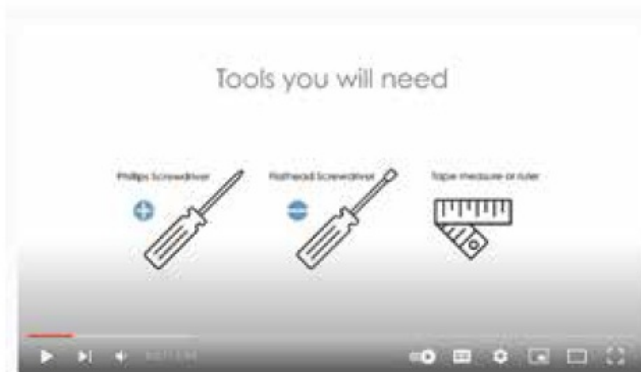 Tools you will need
Phillips Screwdriver
Flathead Screwdriver
Tape measure or ruler